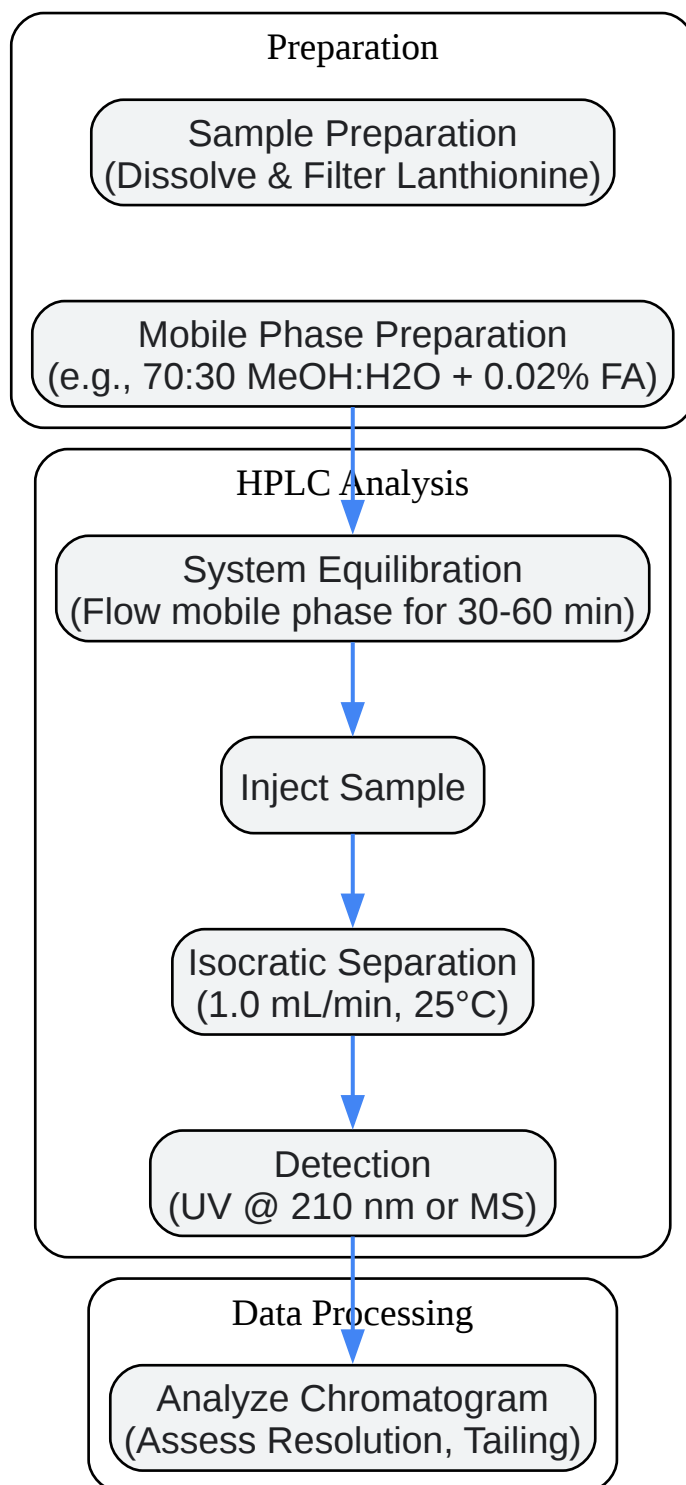 Preparation
Sample Preparation
(Dissolve & Filter Lanthionine)
Mobile Phase Preparation
(e.g., 70:30 MeOH:H2O + 0.02% FA)
HPLC Analysis
System Equilibration
(Flow mobile phase for 30-60 min)
Inject Sample
Isocratic Separation
(1.0 mL/min, 25°C)
Detection
(UV @ 210 nm or MS)
Data Processing
Analyze Chromatogram
(Assess Resolution, Tailing)